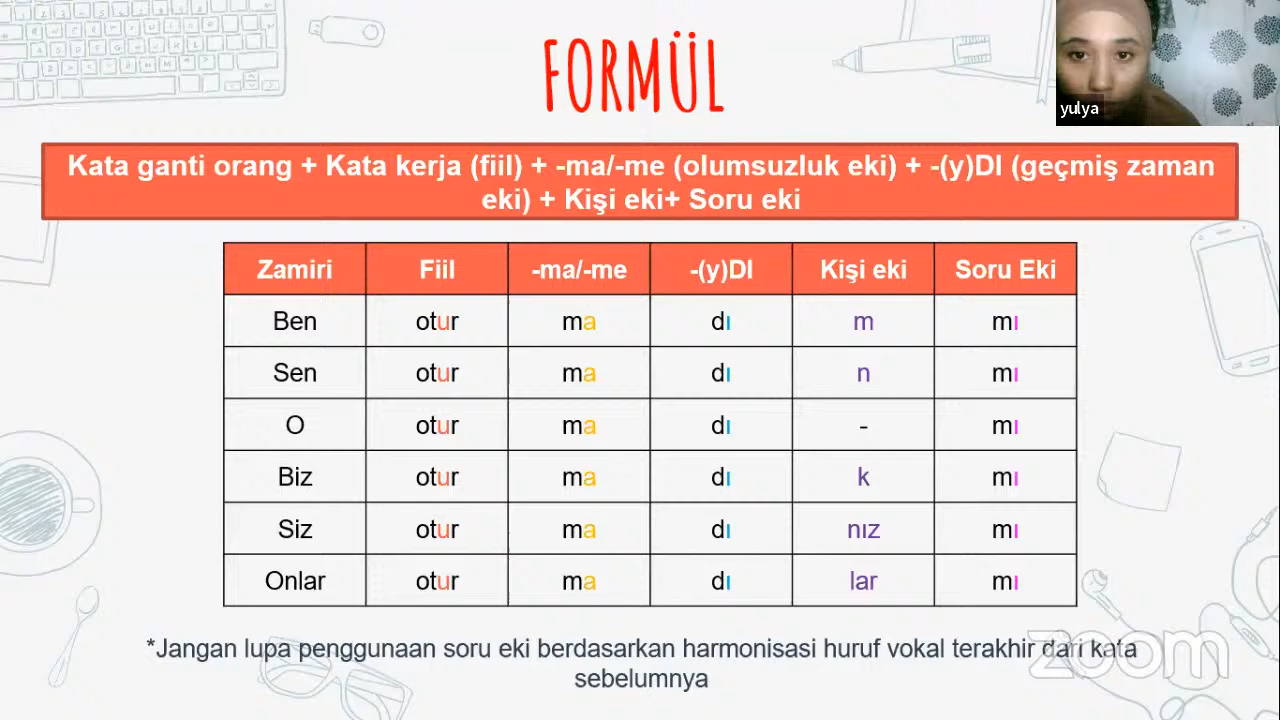 FORMÜL
yulya
Kata ganti orang + Kata kerja (fiil) + -ma/-me (olumsuzluk eki) + -(y)DI (geçmiş zaman
eki) + Kişi eki+ Soru eki
Zamiri Fiil -ma/-me -(y)DI Kişi eki Soru Eki
Ben otur ma dı m mı
Sen otur ma dı n mı
O otur ma dı - mı
Biz otur ma dı k mı
Siz otur ma dı nız mı
Onlar otur ma dı lar mı
*Jangan lupa penggunaan soru eki berdasarkan harmonisasi huruf vokal terakhir dari kata
sebelumnya
zoom